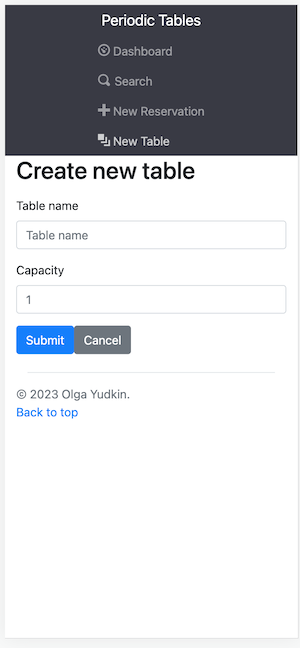 Periodic Tables
Dashboard
Search
New Reservation
New Table
Create new table
Table name
Table name
Capacity
1
Submit Cancel
© 2023 Olga Yudkin.
Back to top